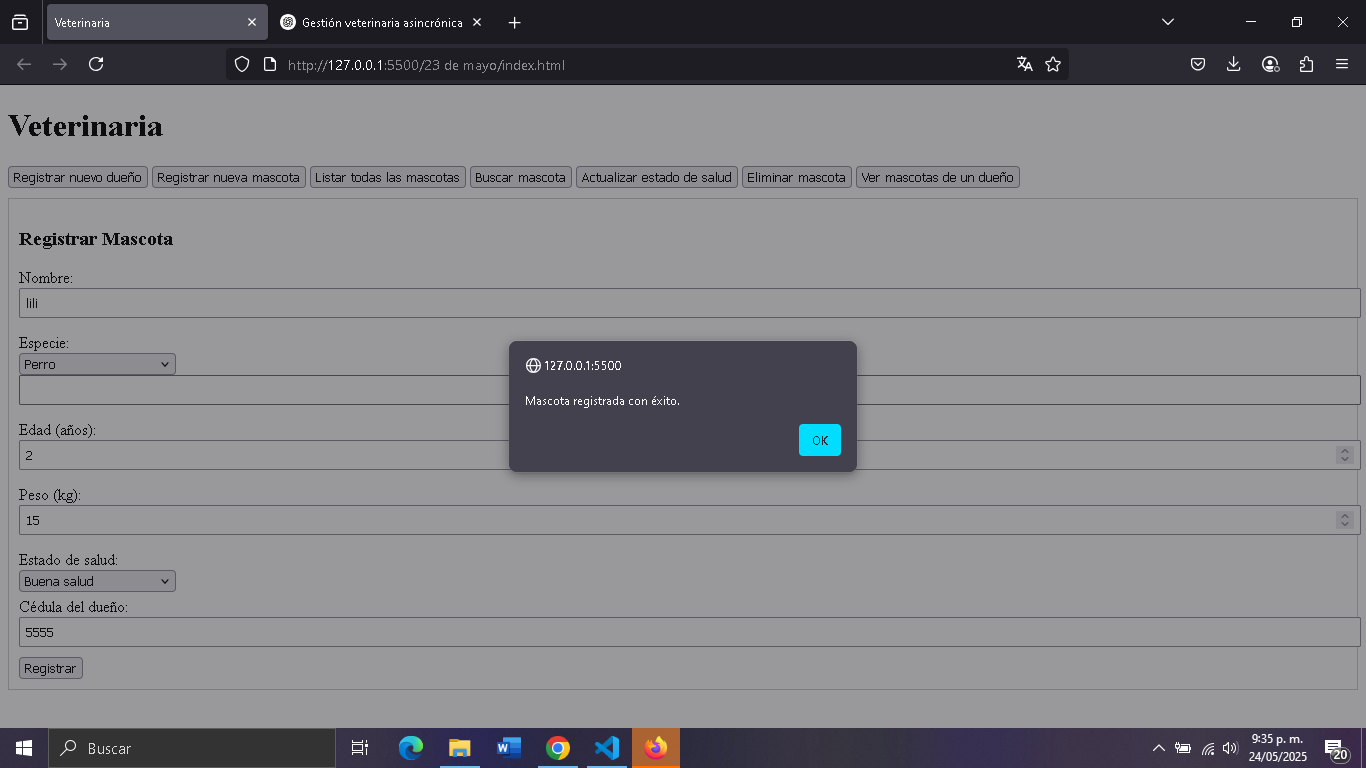 Veterinaria
Gestión veterinaria asincrónica
http://127.0.0.1:5500/23 de mayo/index.html
Veterinaria
Registrar nuevo dueño Registrar nueva mascota Listar todas las mascotas Buscar mascota Actualizar estado de salud Eliminar mascota Ver mascotas de un dueño
Registrar Mascota
Nombre:
lili
Especie:
Perro
Edad (años):
2
Peso (kg):
15
Estado de salud:
Buena salud
Cédula del dueño:
5555
Registrar
127.0.0.1:5500
Mascota registrada con éxito.
OK
Buscar
9:35 p. m.
24/05/2025
20